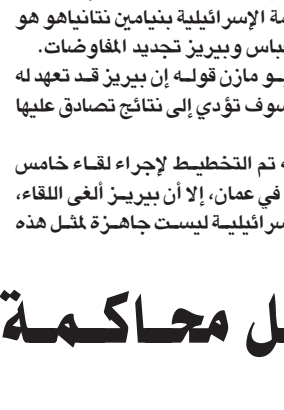 ة الإسرائيلية بنيامين نتانياهو هو
باس وبيريز تجديد المفاوضات.
ـو مازن قوله إن بيريز قد تعهد له
سوف تؤدي إلى نتائج تصادق عليها
تم التخطيط لإجراء لقاء خامس
في عمان، إلا أن بيريز ألغى اللقاء،
سرائيلية ليست جاهزة لمثل هذه
ل محاكمة